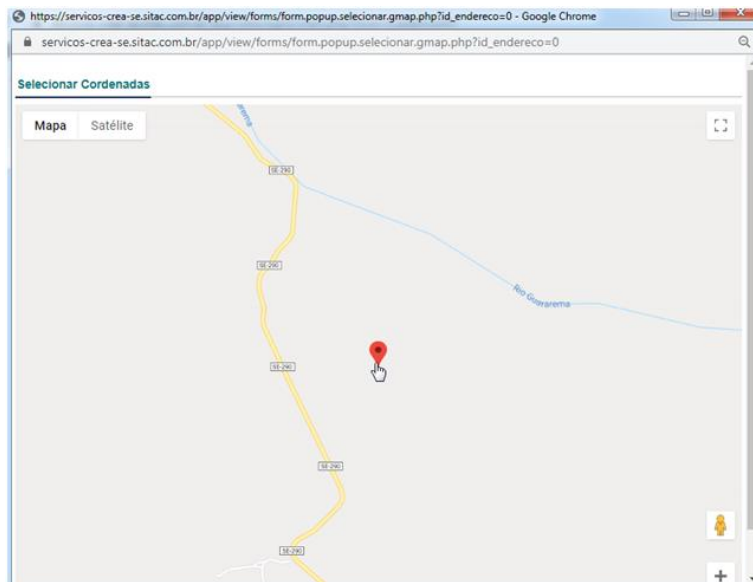 https://servicos-crea-se.sitac.com.br/app/view/forms/form.popup.selecionar.gmap.php?id_endereco=0 - Google Chrome
servicos-crea-se.sitac.com.br/app/view/forms/form.popup.selecionar.gmap.php?id_endereco=0
Selecionar Cordenadas
Mapa Satélite
SE-290
SE-290
Rio Guararema
SE-290
SE-290
SE-290